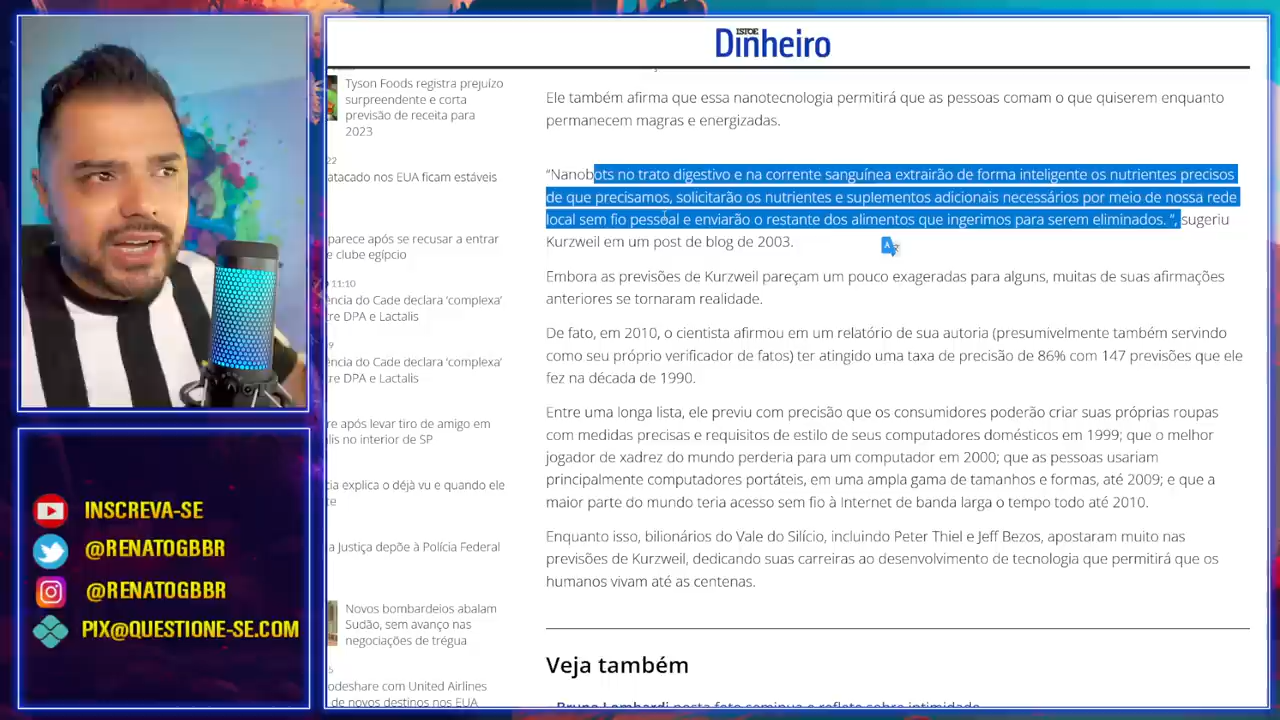 ISTOÉ
Dinheiro
Tyson Foods registra prejuízo
surpreendente e corta
previsão de receita para
2023
22
atacado nos EUA ficam estáveis
parece após se recusar a entrar
e clube egípcio
11:10
ência do Cade declara ‘complexa’
tre DPA e Lactalis
9
ência do Cade declara ‘complexa’
tre DPA e Lactalis
re após levar tiro de amigo em
lis no interior de SP
cia explica o déjà vu e quando ele
te
a Justiça depõe à Polícia Federal
Novos bombardeios abalam
Sudão, sem avanço nas
negociações de trégua
odeshare com United Airlines
de novos destinos nos EUA
Ele também afirma que essa nanotecnologia permitirá que as pessoas comam o que quiserem enquanto
permanecem magras e energizadas.
“Nanobots no trato digestivo e na corrente sanguínea extrairão de forma inteligente os nutrientes precisos
de que precisamos, solicitarão os nutrientes e suplementos adicionais necessários por meio de nossa rede
local sem fio pessoal e enviarão o restante dos alimentos que ingerimos para serem eliminados. “, sugeriu
Kurzweil em um post de blog de 2003.
Embora as previsões de Kurzweil pareçam um pouco exageradas para alguns, muitas de suas afirmações
anteriores se tornaram realidade.
De fato, em 2010, o cientista afirmou em um relatório de sua autoria (presumivelmente também servindo
como seu próprio verificador de fatos) ter atingido uma taxa de precisão de 86% com 147 previsões que ele
fez na década de 1990.
Entre uma longa lista, ele previu com precisão que os consumidores poderão criar suas próprias roupas
com medidas precisas e requisitos de estilo de seus computadores domésticos em 1999; que o melhor
jogador de xadrez do mundo perderia para um computador em 2000; que as pessoas usariam
principalmente computadores portáteis, em uma ampla gama de tamanhos e formas, até 2009; e que a
maior parte do mundo teria acesso sem fio à Internet de banda larga o tempo todo até 2010.
Enquanto isso, bilionários do Vale do Silício, incluindo Peter Thiel e Jeff Bezos, apostaram muito nas
previsões de Kurzweil, dedicando suas carreiras ao desenvolvimento de tecnologia que permitirá que os
humanos vivam até as centenas.
Veja também
Bruno Lombardi posta foto seminua e reflete sobre intimidade
INSCREVA-SE
@RENATOGBBR
@RENATOGBBR
PIX@QUESTIONE-SE.COM